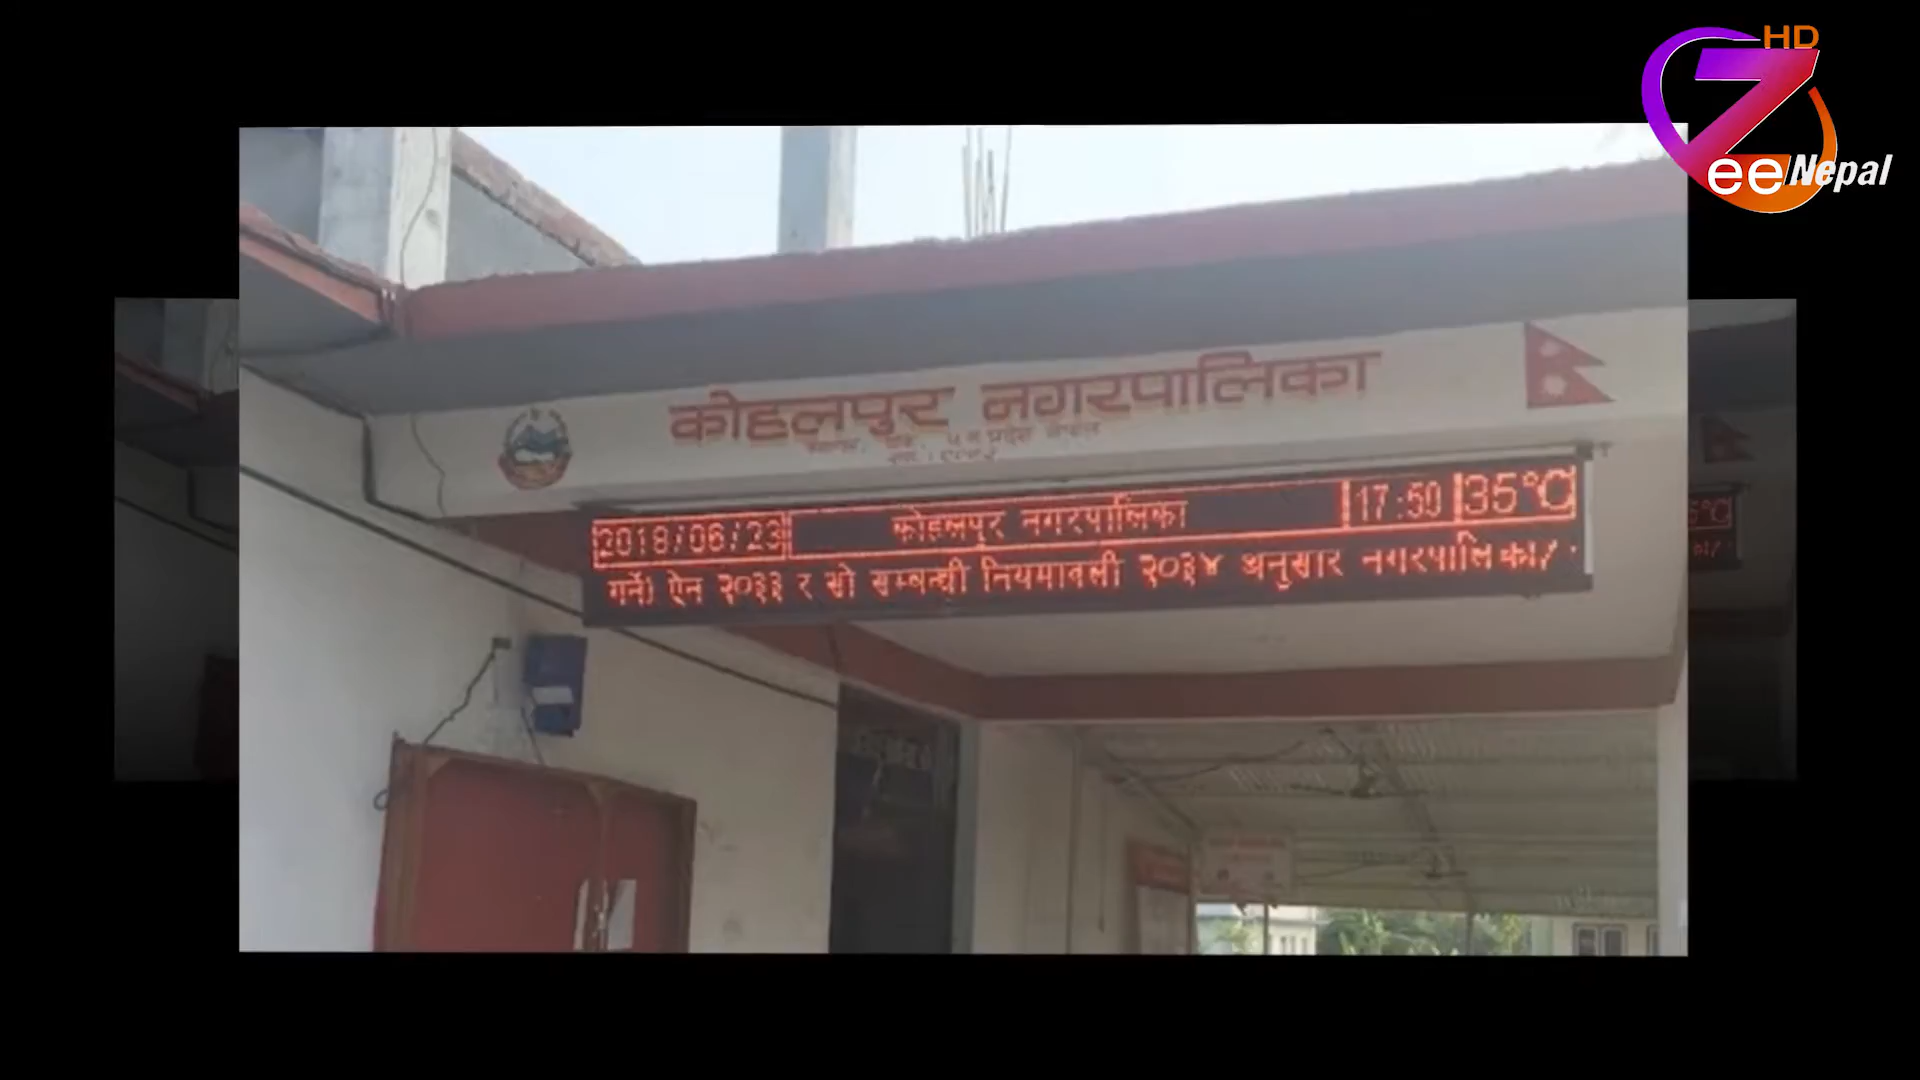 HD
Zee Nepal
कोहलपुर नगरपालिका
2018/06/23 कोहलपुर नगरपालिका 17:50 35°C
गर्ने) ऐन २०३३ र सो सम्बन्धी नियमावली २०३४ अनुसार नगरपालिका/